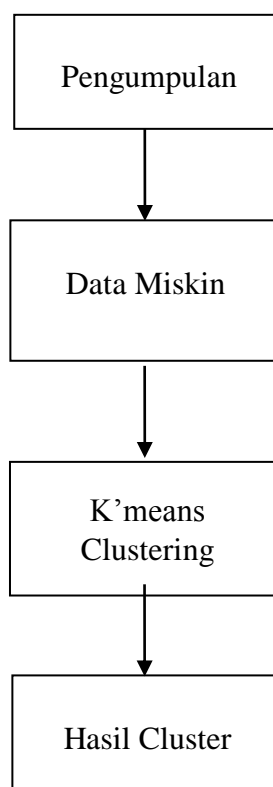 Pengumpulan
Data Miskin
K’means
Clustering
Hasil Cluster